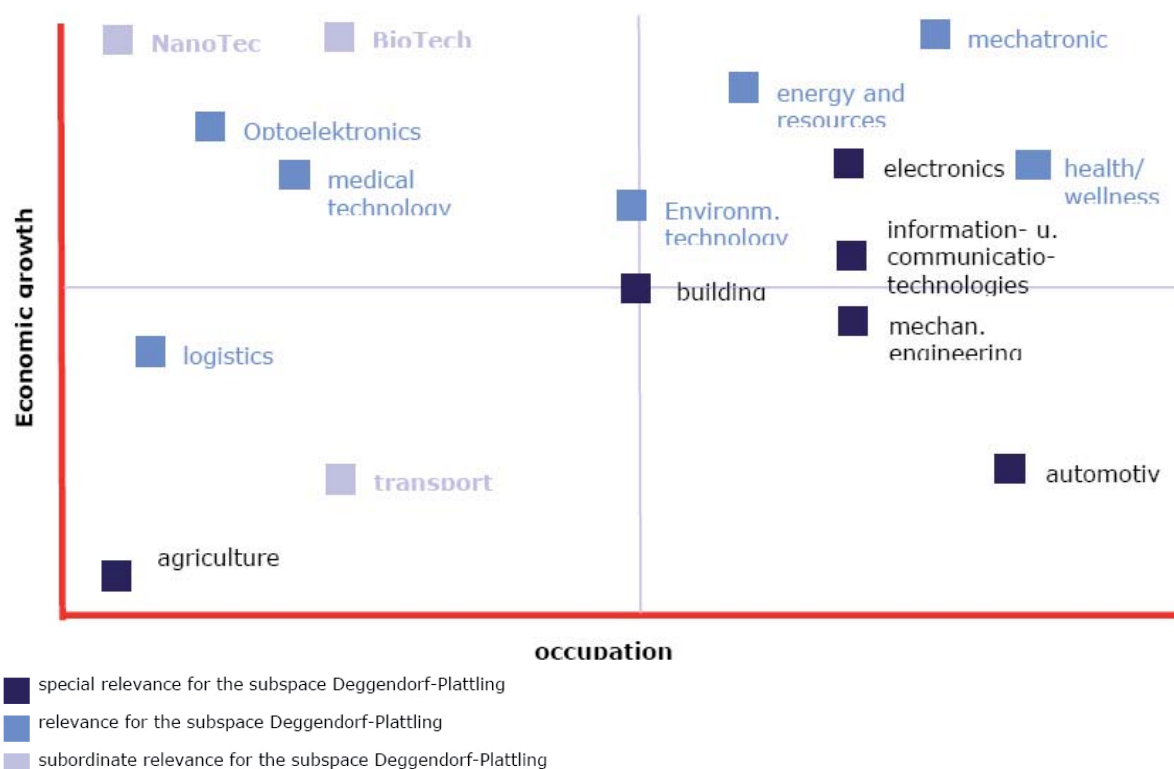 NanoTec
BioTech
mechatronic
energy and
resources
Optoelektronics
medical
technology
electronics
health/
wellness
Environm.
technology
information- u.
communicatio-
technologies
building
mechan.
engineering
logistics
transport
automotiv
agriculture
Economic growth
occupation
special relevance for the subspace Deggendorf-Plattling
relevance for the subspace Deggendorf-Plattling
subordinate relevance for the subspace Deggendorf-Plattling